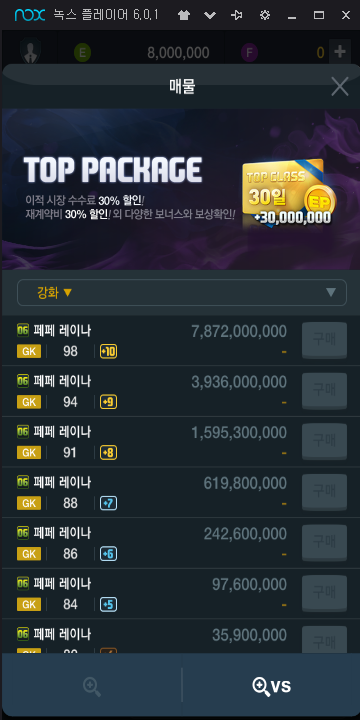 nox 녹스 플레이어 6.0.1
E 8,000,000 F 0 +
매물
TOP PACKAGE
이적 시장 수수료 30% 할인!
재계약비 30% 할인! 외 다양한 보너스와 보상확인!
TOP CLASS
30일
EP
+30,000,000
강화 ▼
06 페페 레이나 7,872,000,000 구매
GK 98 +10 -
06 페페 레이나 3,936,000,000 구매
GK 94 +9 -
06 페페 레이나 1,595,300,000 구매
GK 91 +8 -
06 페페 레이나 619,800,000 구매
GK 88 +7 -
06 페페 레이나 242,600,000 구매
GK 86 +6 -
06 페페 레이나 97,600,000 구매
GK 84 +5 -
06 페페 레이나 35,900,000 구매
VS